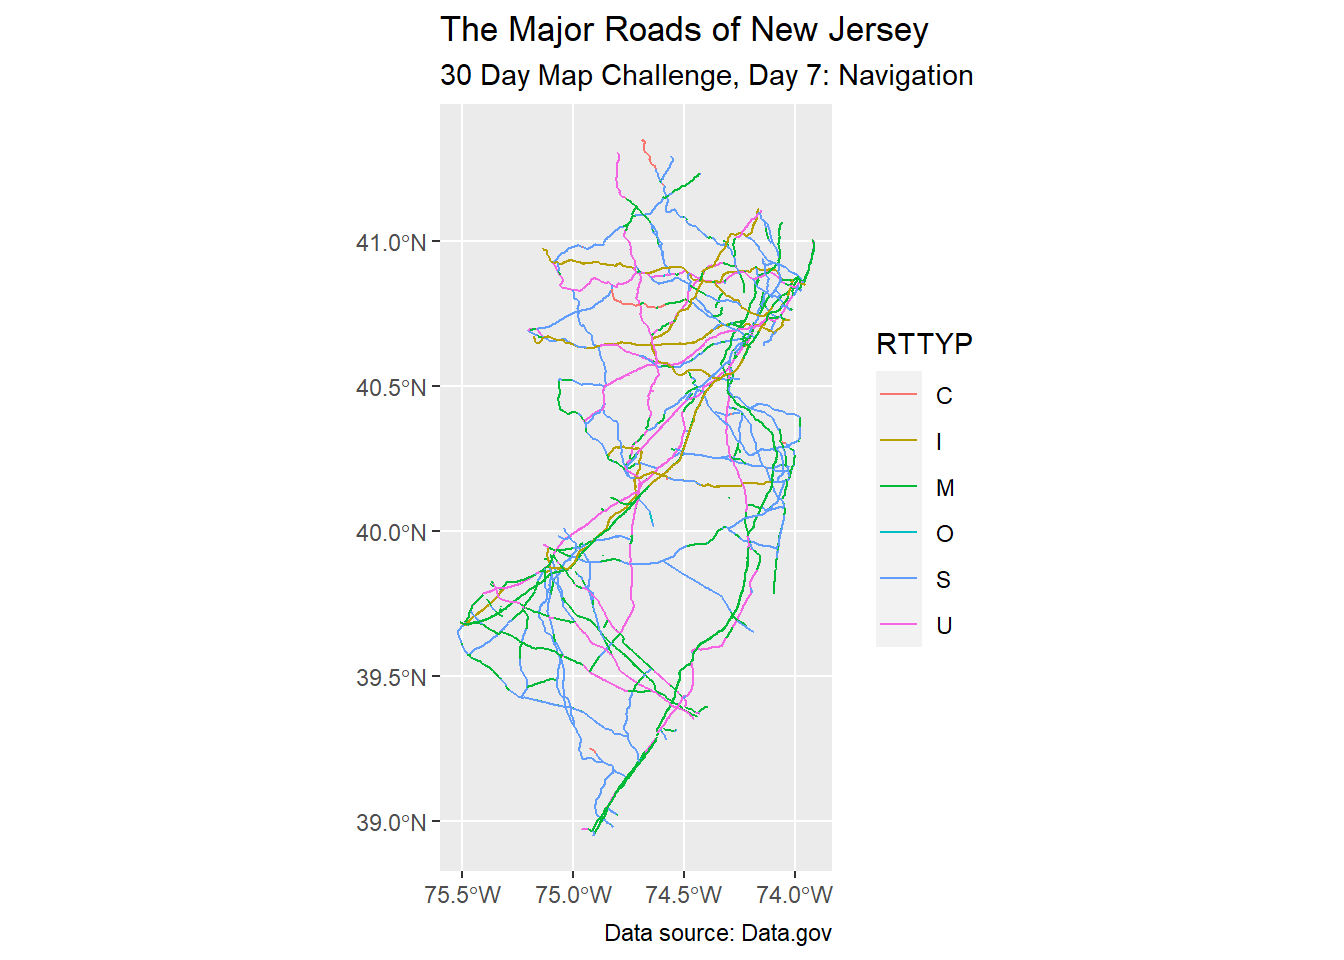 The Major Roads of New Jersey
30 Day Map Challenge, Day 7: Navigation
41.0°N
40.5°N
40.0°N
39.5°N
39.0°N
75.5°W 75.0°W 74.5°W 74.0°W
RTTYP
C
I
M
O
S
U
Data source: Data.gov